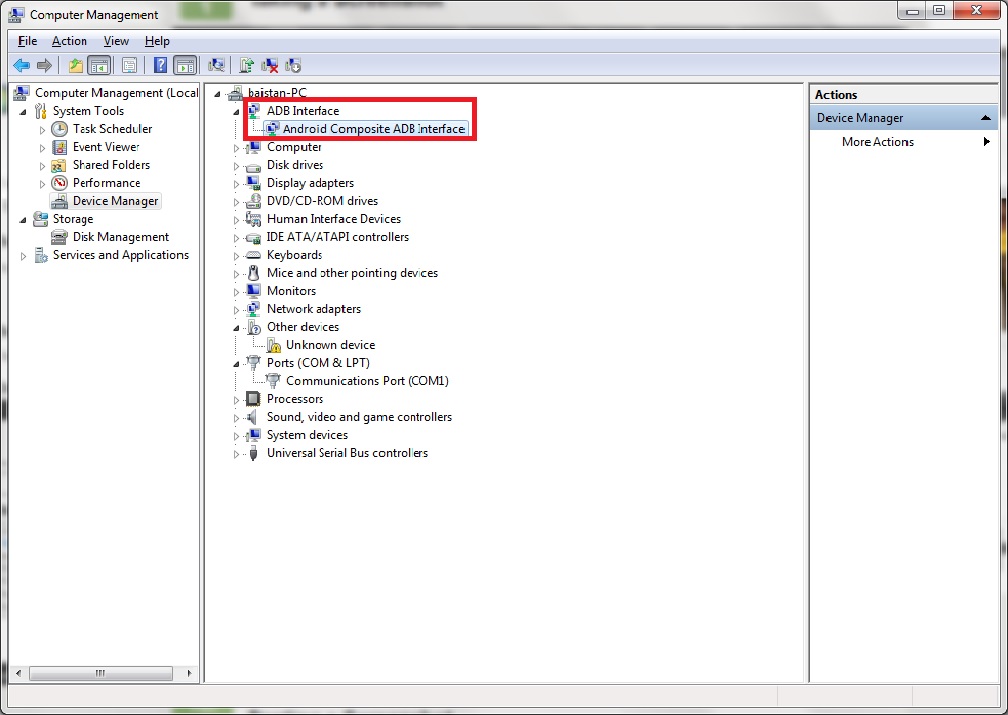 Computer Management
File Action View Help
Computer Management (Local
System Tools
Task Scheduler
Event Viewer
Shared Folders
Performance
Device Manager
Storage
Disk Management
Services and Applications
baistan-PC
ADB Interface
Android Composite ADB Interface
Computer
Disk drives
Display adapters
DVD/CD-ROM drives
Human Interface Devices
IDE ATA/ATAPI controllers
Keyboards
Mice and other pointing devices
Monitors
Network adapters
Other devices
Unknown device
Ports (COM & LPT)
Communications Port (COM1)
Processors
Sound, video and game controllers
System devices
Universal Serial Bus controllers
Actions
Device Manager
More Actions